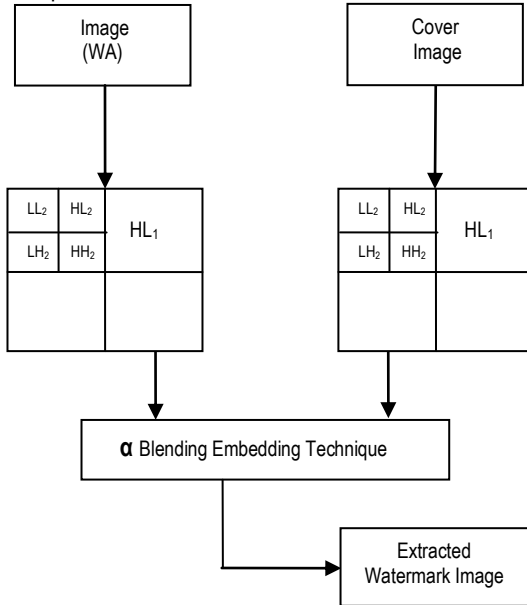 Image
(WA)
Cover
Image
LL₂ HL₂
HL₁
LH₂ HH₂
LL₂ HL₂
HL₁
LH₂ HH₂
α Blending Embedding Technique
Extracted
Watermark Image